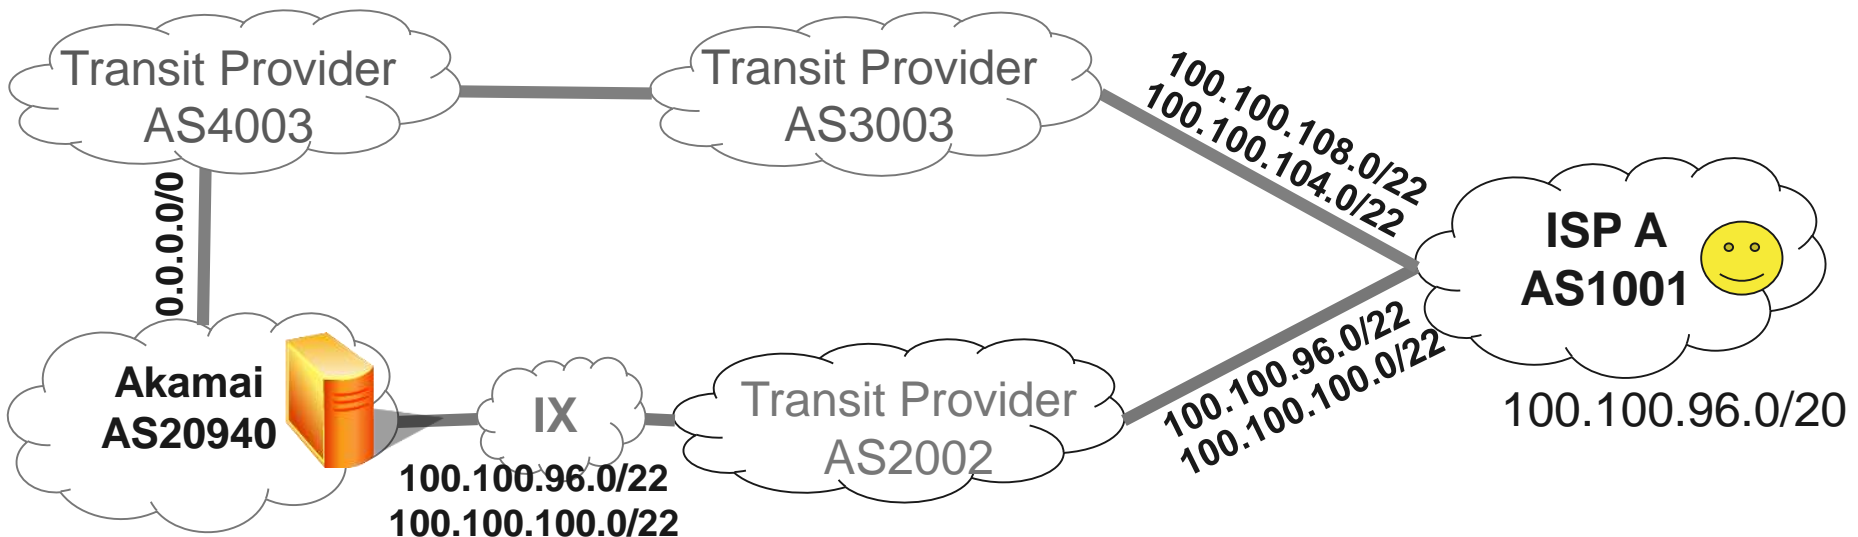 Transit Provider
AS4003
Transit Provider
AS3003
100.100.108.0/22
100.100.104.0/22
0.0.0.0/0
ISP A
AS1001
100.100.96.0/20
Akamai
AS20940
IX
100.100.96.0/22
100.100.100.0/22
Transit Provider
AS2002
100.100.96.0/22
100.100.100.0/22